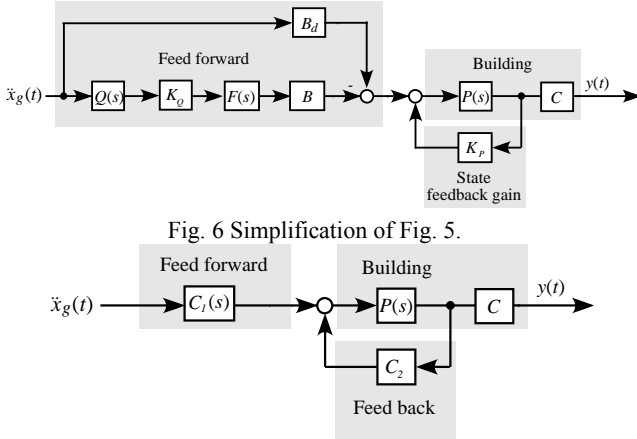 B_d
Feed forward
Building
ẍ_g(t)
Q(s)
K_Q
F(s)
B
-
P(s)
C
y(t)
K_P
State
feedback gain
Fig. 6 Simplification of Fig. 5.
Feed forward
Building
ẍ_g(t)
C_1(s)
P(s)
C
y(t)
C_2
Feed back